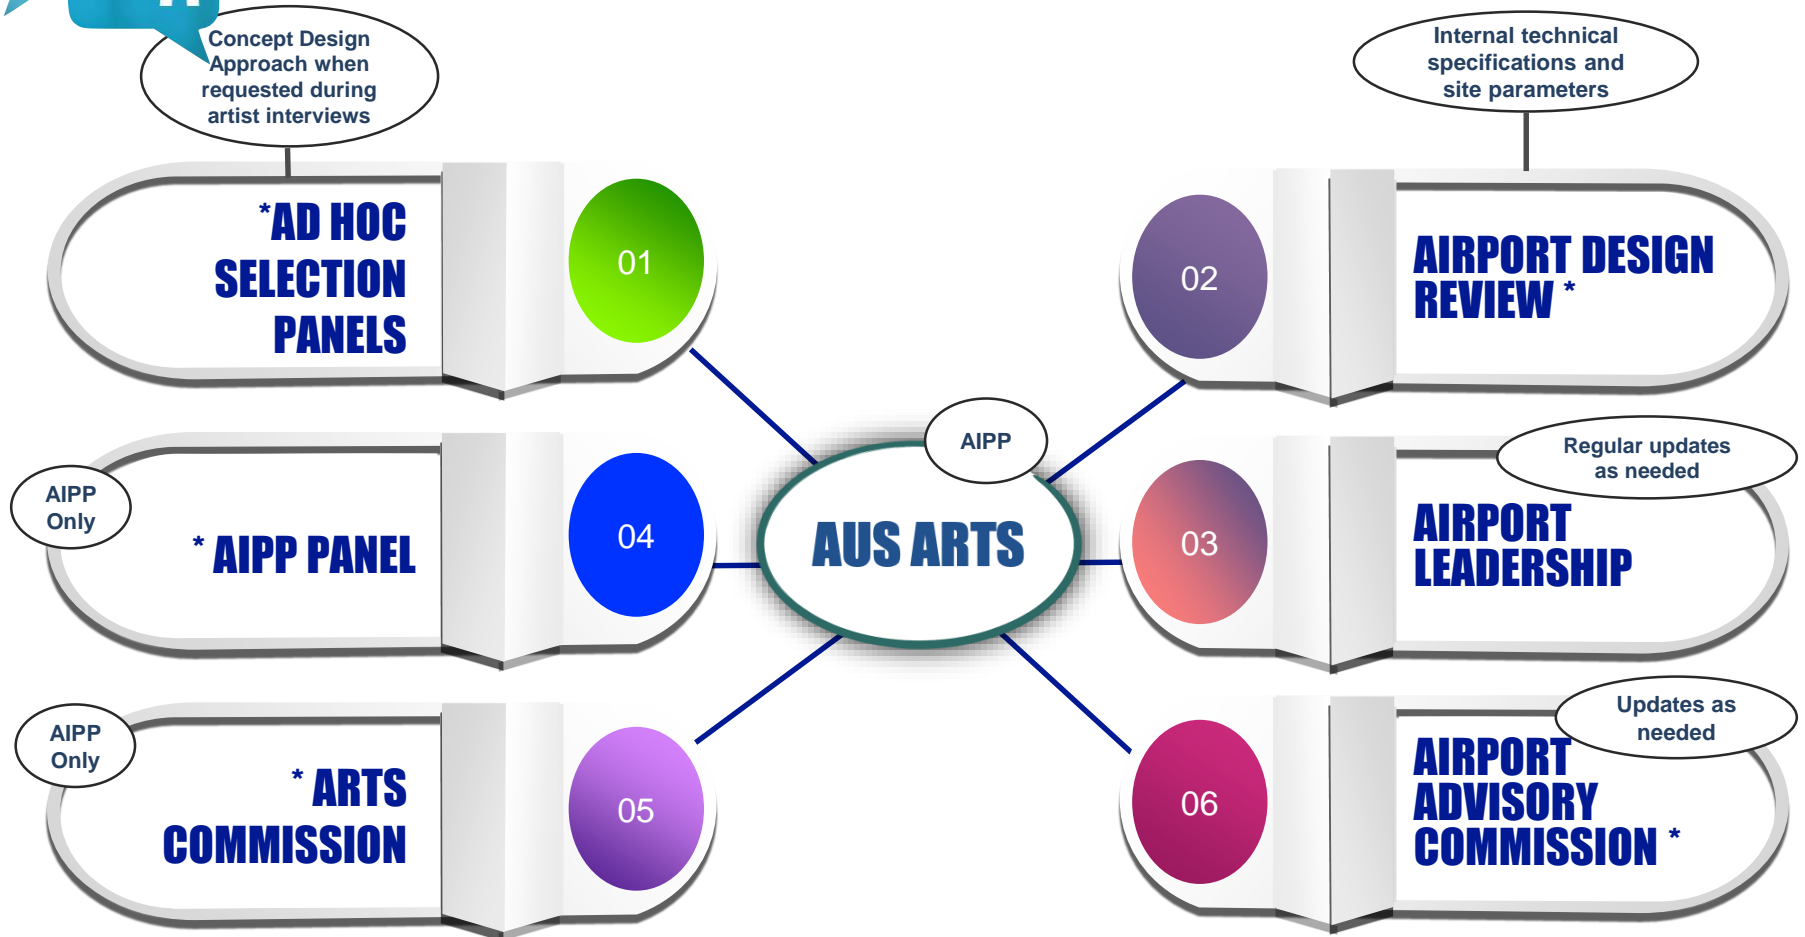 Concept Design
Approach when
requested during
artist interviews
*AD HOC
SELECTION
PANELS
01
Internal technical
specifications and
site parameters
02
AIRPORT DESIGN
REVIEW *
AIPP
AUS ARTS
AIPP
Only
* AIPP PANEL
04
Regular updates
as needed
03
AIRPORT
LEADERSHIP
AIPP
Only
* ARTS
COMMISSION
05
Updates as
needed
06
AIRPORT
ADVISORY
COMMISSION *